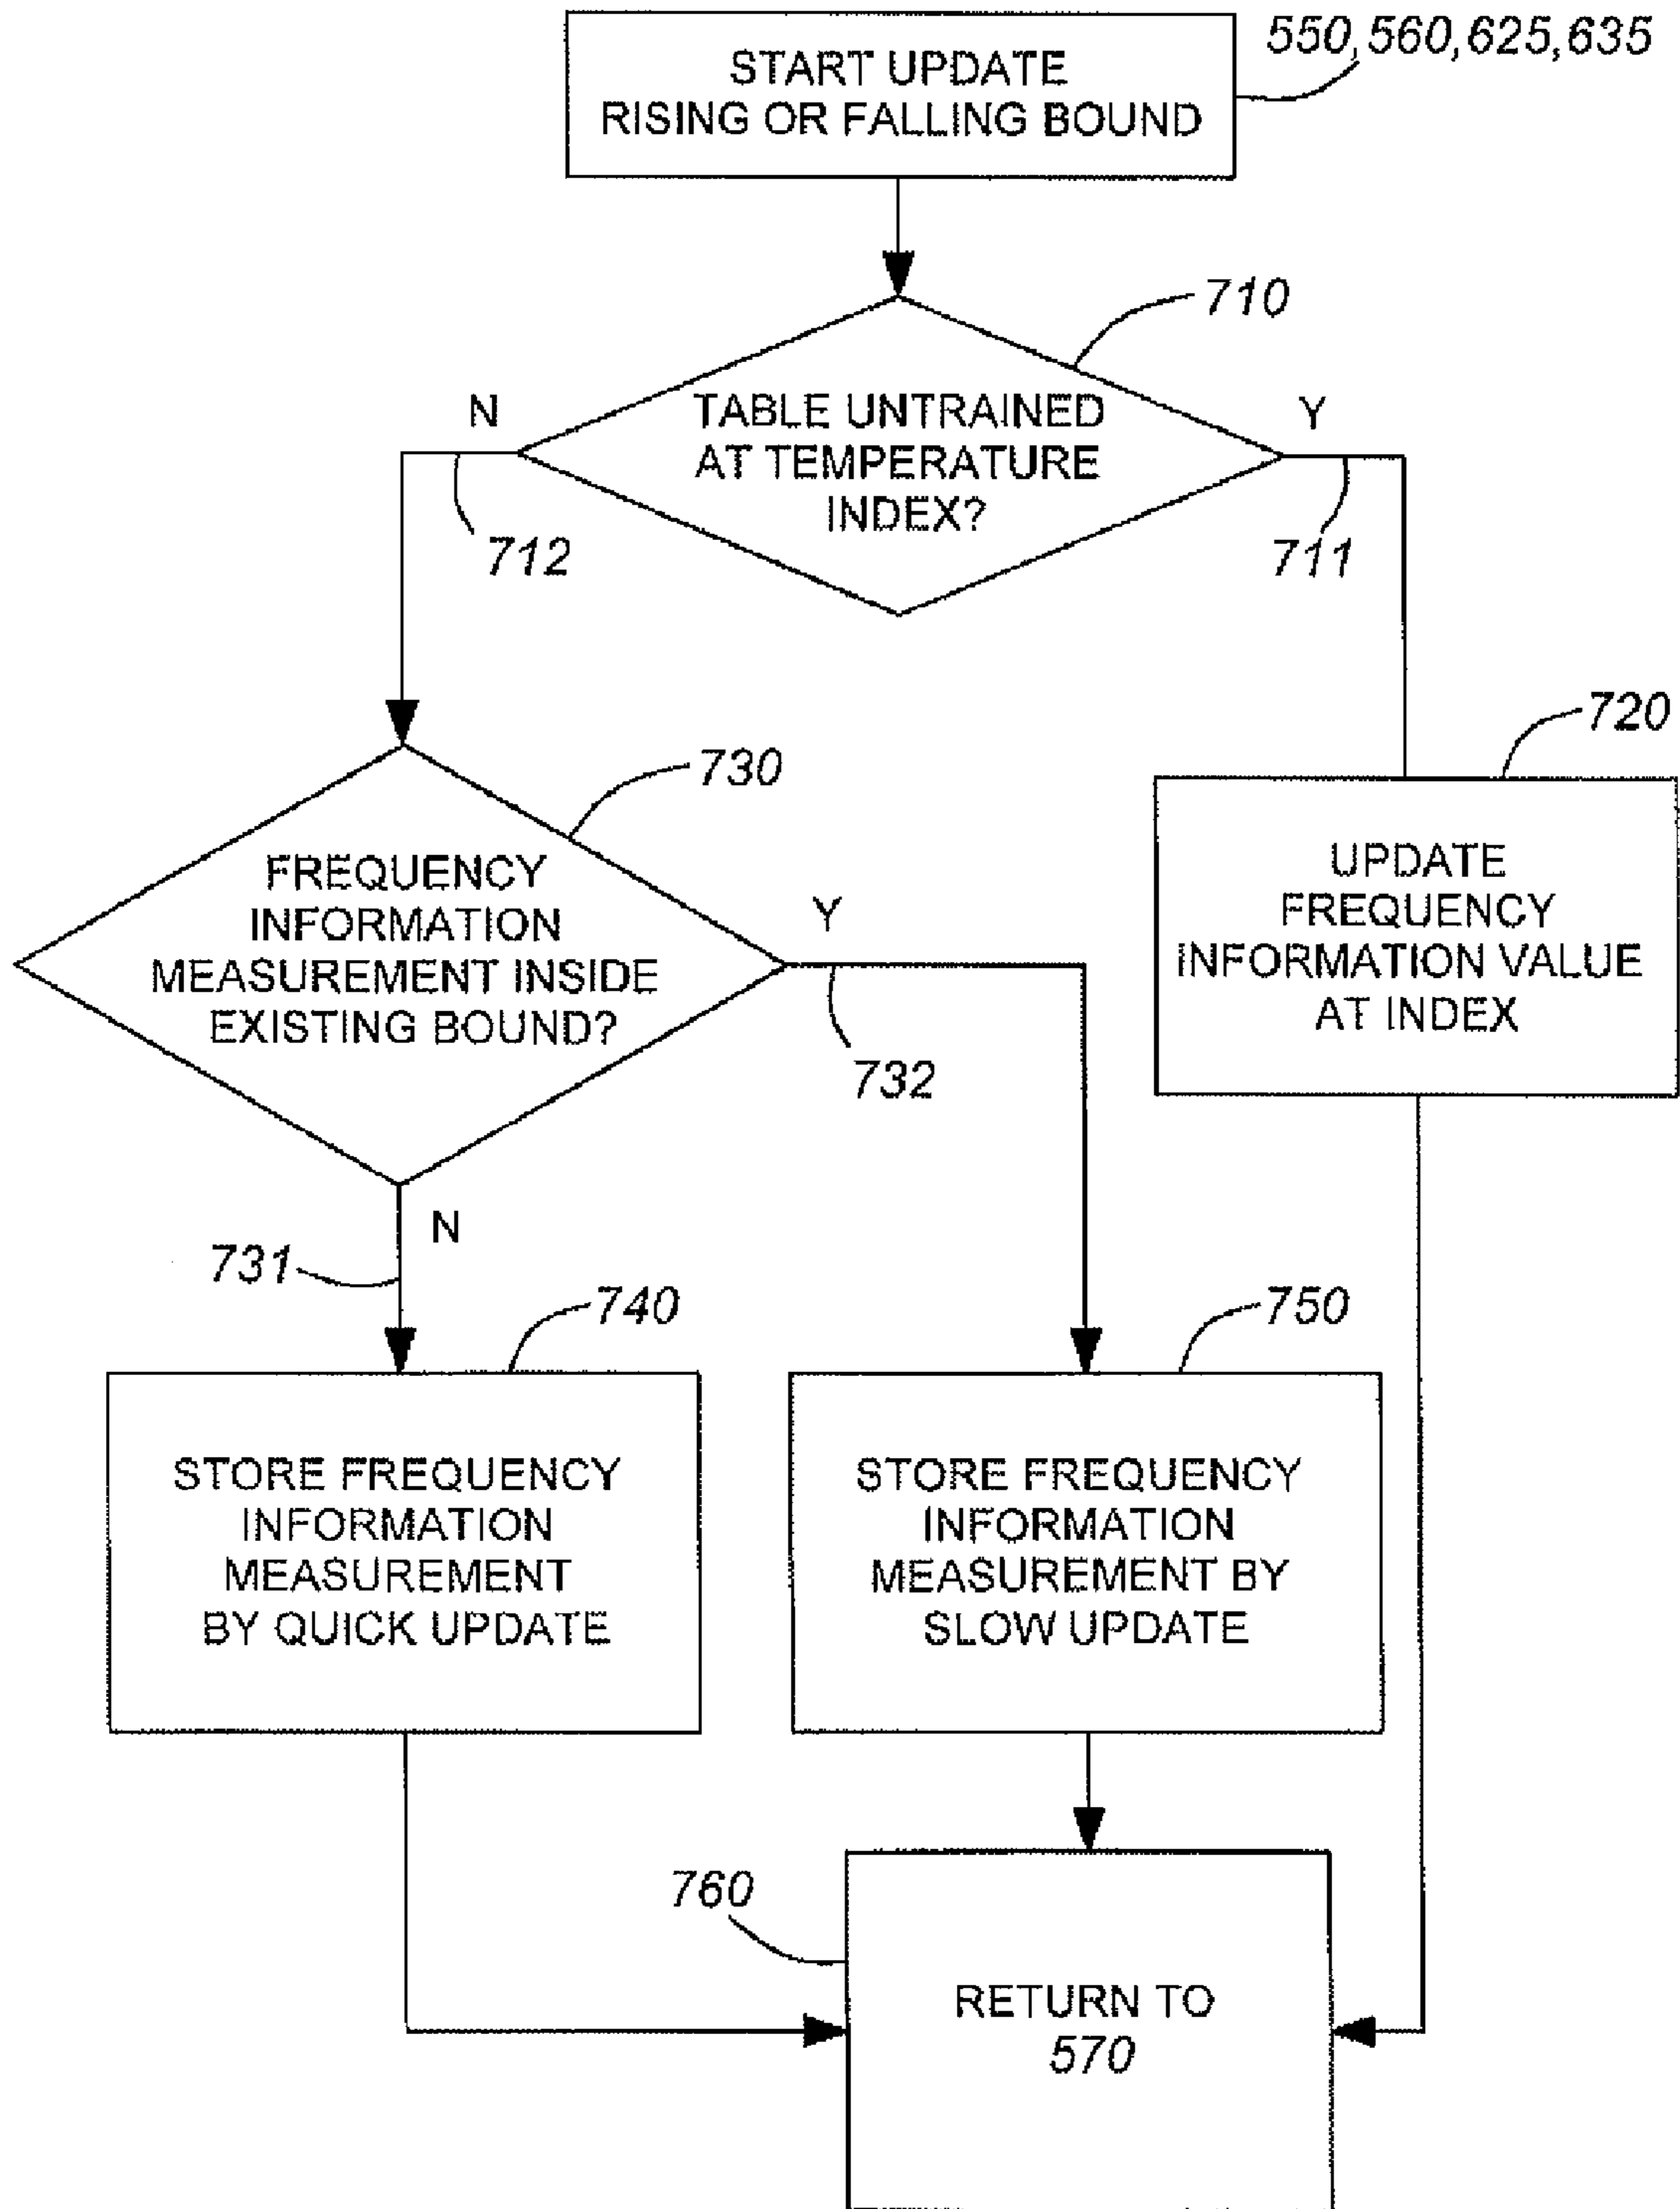 START UPDATE
RISING OR FALLING BOUND
550, 560, 625, 635
710
TABLE UNTRAINED
AT TEMPERATURE
INDEX?
N
Y
712
711
720
UPDATE
FREQUENCY
INFORMATION VALUE
AT INDEX
730
FREQUENCY
INFORMATION
MEASUREMENT INSIDE
EXISTING BOUND?
Y
732
N
731
740
STORE FREQUENCY
INFORMATION
MEASUREMENT
BY QUICK UPDATE
750
STORE FREQUENCY
INFORMATION
MEASUREMENT BY
SLOW UPDATE
760
RETURN TO
570